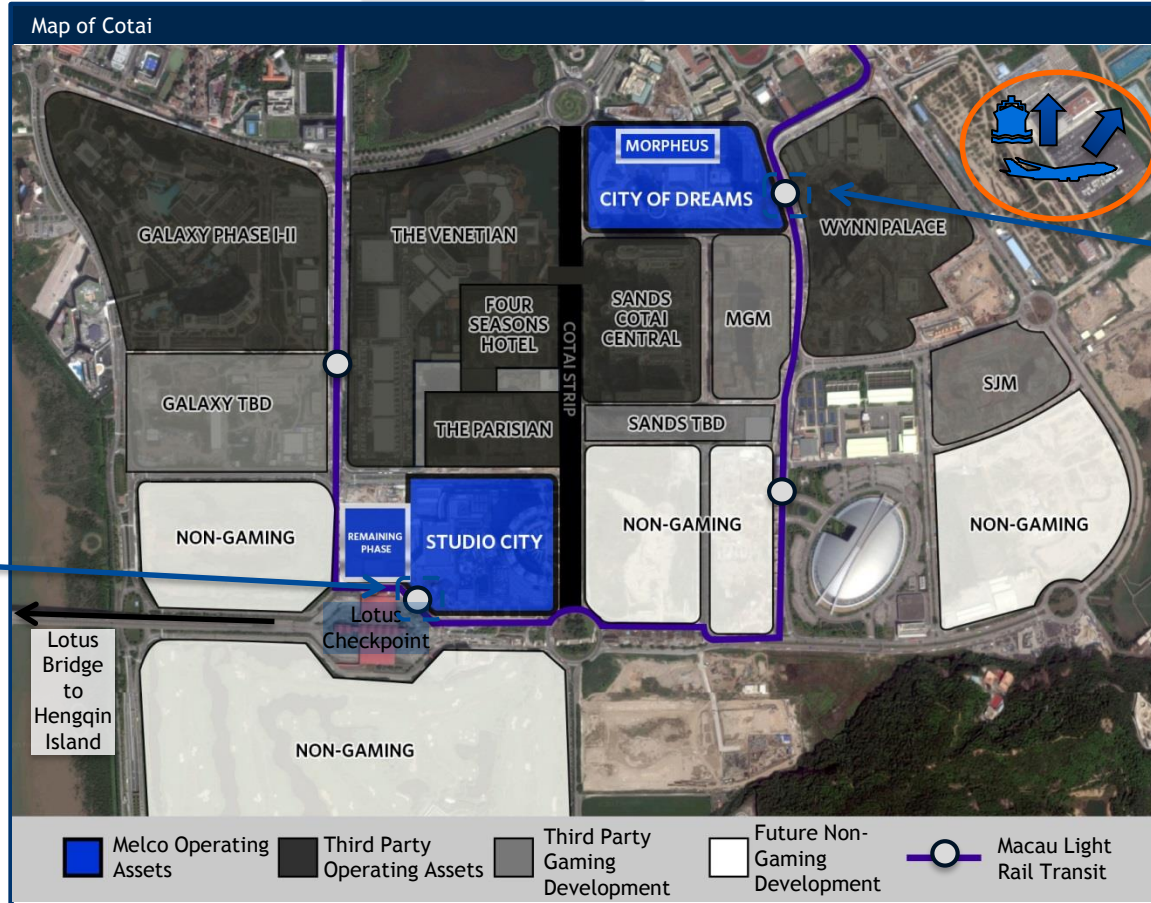 Map of Cotai
MORPHEUS
CITY OF DREAMS
GALAXY PHASE I-II
THE VENETIAN
WYNN PALACE
FOUR
SEASONS
HOTEL
SANDS
COTAI
CENTRAL
MGM
COTAI STRIP
SJM
GALAXY TBD
THE PARISIAN
SANDS TBD
NON-GAMING
REMAINING
PHASE
STUDIO CITY
NON-GAMING
NON-GAMING
Lotus
Checkpoint
Lotus
Bridge
to
Hengqin
Island
NON-GAMING
Melco Operating
Assets
Third Party
Operating Assets
Third Party
Gaming
Development
Future Non-
Gaming
Development
Macau Light
Rail Transit